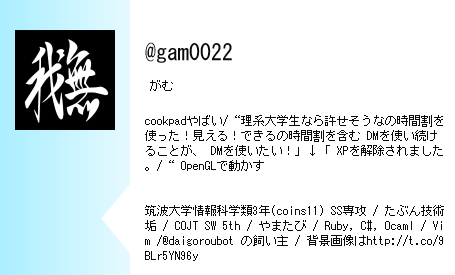 我無
@gam0022
がむ
cookpadやばい/ “理系大学生なら許せそうなの時間割を
使った！見える！できるの時間割を含む DMを使い続け
ることが、 DMを使いたい！」↓「 XPを解除されました
。/ “ OpenGLで動かす
筑波大学情報科学類3年(coins11) SS専攻 / たぶん技術
垢 / COJT SW 5th / やまたび / Ruby, C#, Ocaml / Vi
m /@daigoroubot の飼い主 / 背景画像はhttp://t.co/9
BLr5YN96y